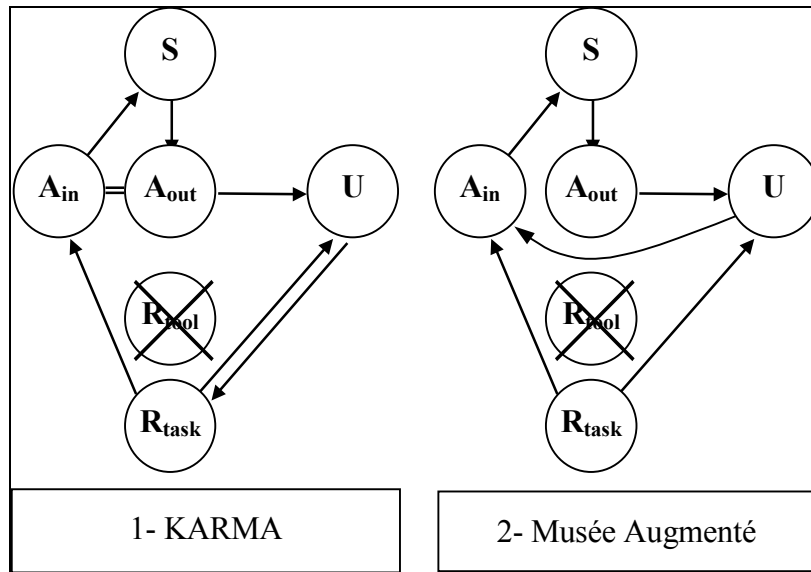 S
A_in
A_out
U
R_tool
R_task
1- KARMA
S
A_in
A_out
U
R_tool
R_task
2- Musée Augmenté